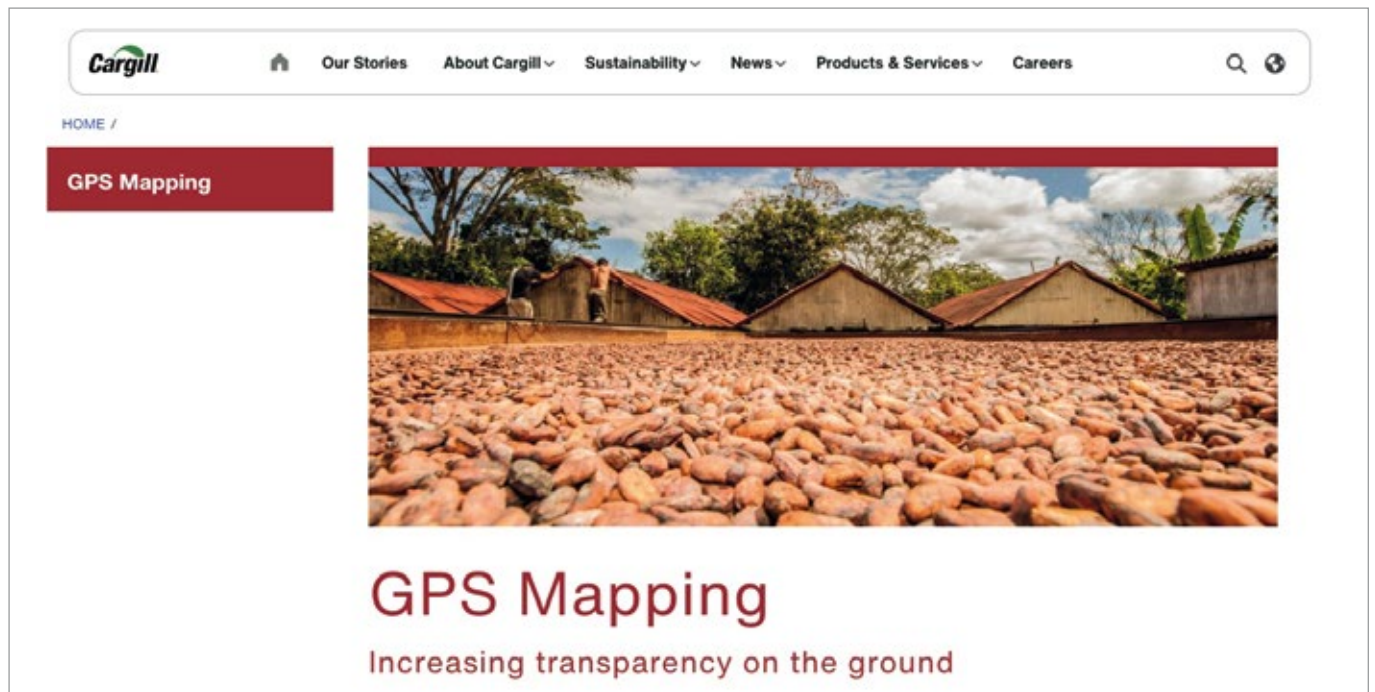 Cargill Our Stories About Cargill Sustainability News Products & Services Careers
HOME /
GPS Mapping
GPS Mapping
Increasing transparency on the ground